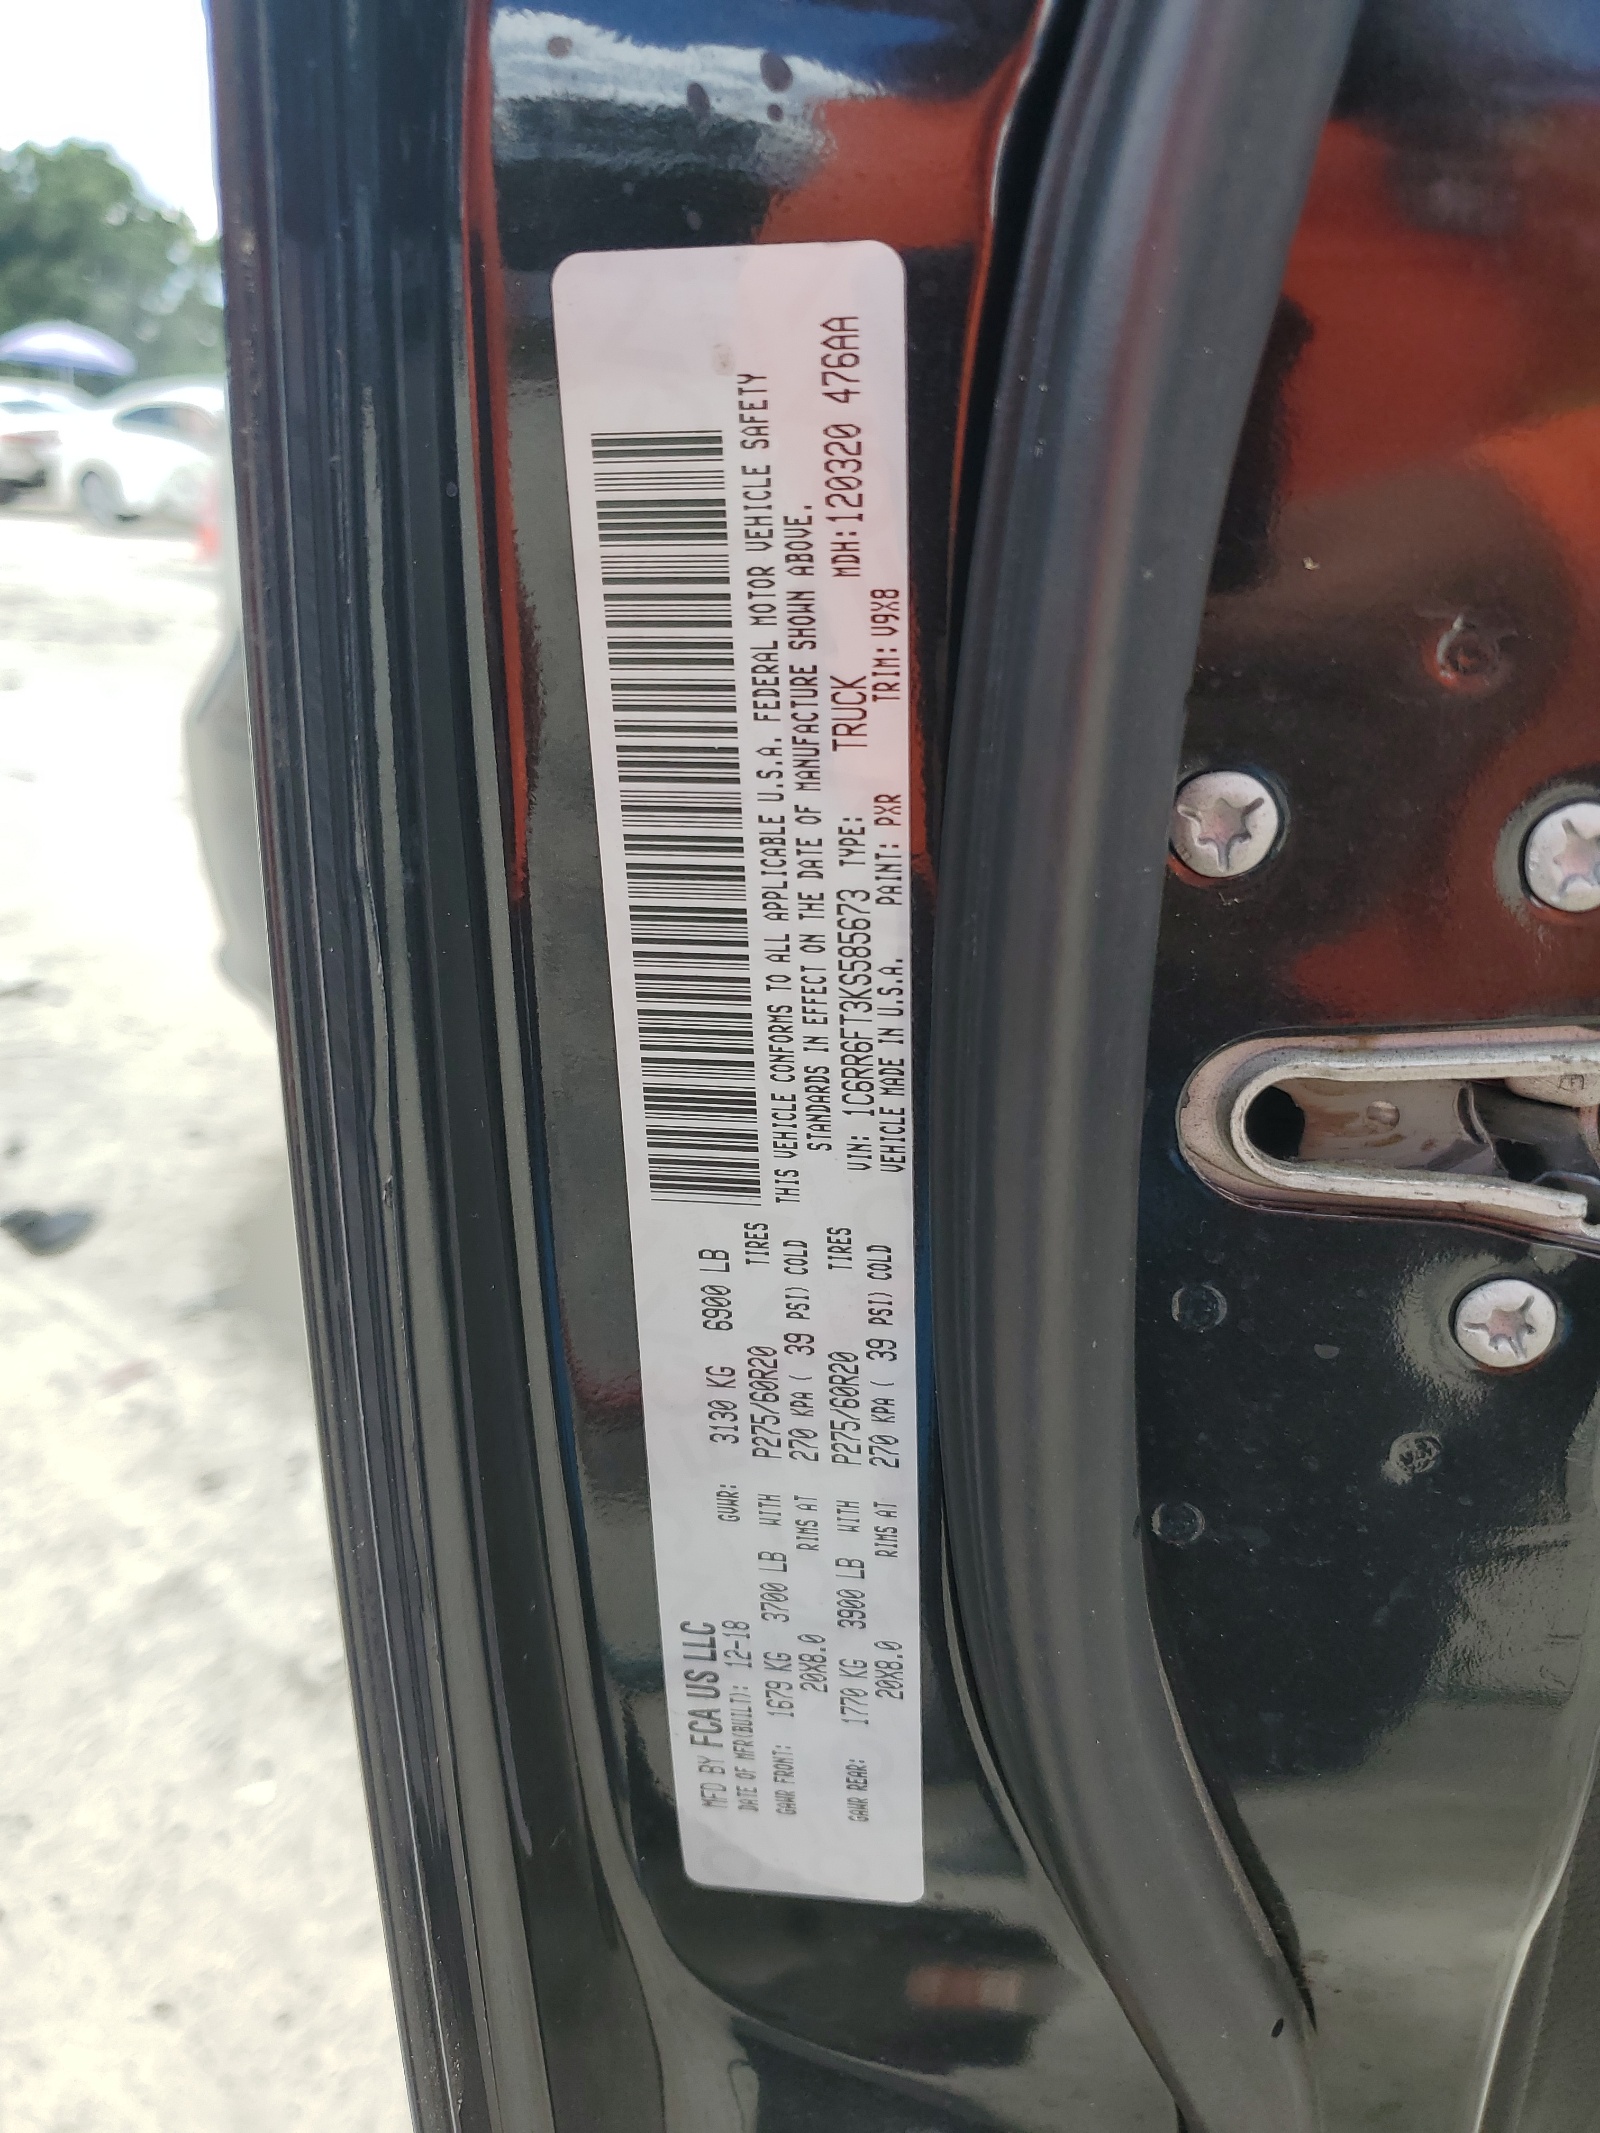 MFD BY FCA US LLC
DATE OF MFR(BUILT): 12-18 GVWR: 3130 KG 6900 LB
GAWR FRONT: 1679 KG 3700 LB WITH P275/60R20 TIRES
20X8.0 RIMS AT 270 KPA ( 39 PSI) COLD
GAWR REAR: 1770 KG 3900 LB WITH P275/60R20 TIRES
20X8.0 RIMS AT 270 KPA ( 39 PSI) COLD
THIS VEHICLE CONFORMS TO ALL APPLICABLE U.S.A. FEDERAL MOTOR VEHICLE SAFETY
STANDARDS IN EFFECT ON THE DATE OF MANUFACTURE SHOWN ABOVE.
VIN: 1C6RR6FT3KS585673 TYPE: TRUCK MDH:120320 476AA
VEHICLE MADE IN U.S.A. PAINT: PXR TRIM: V9X8